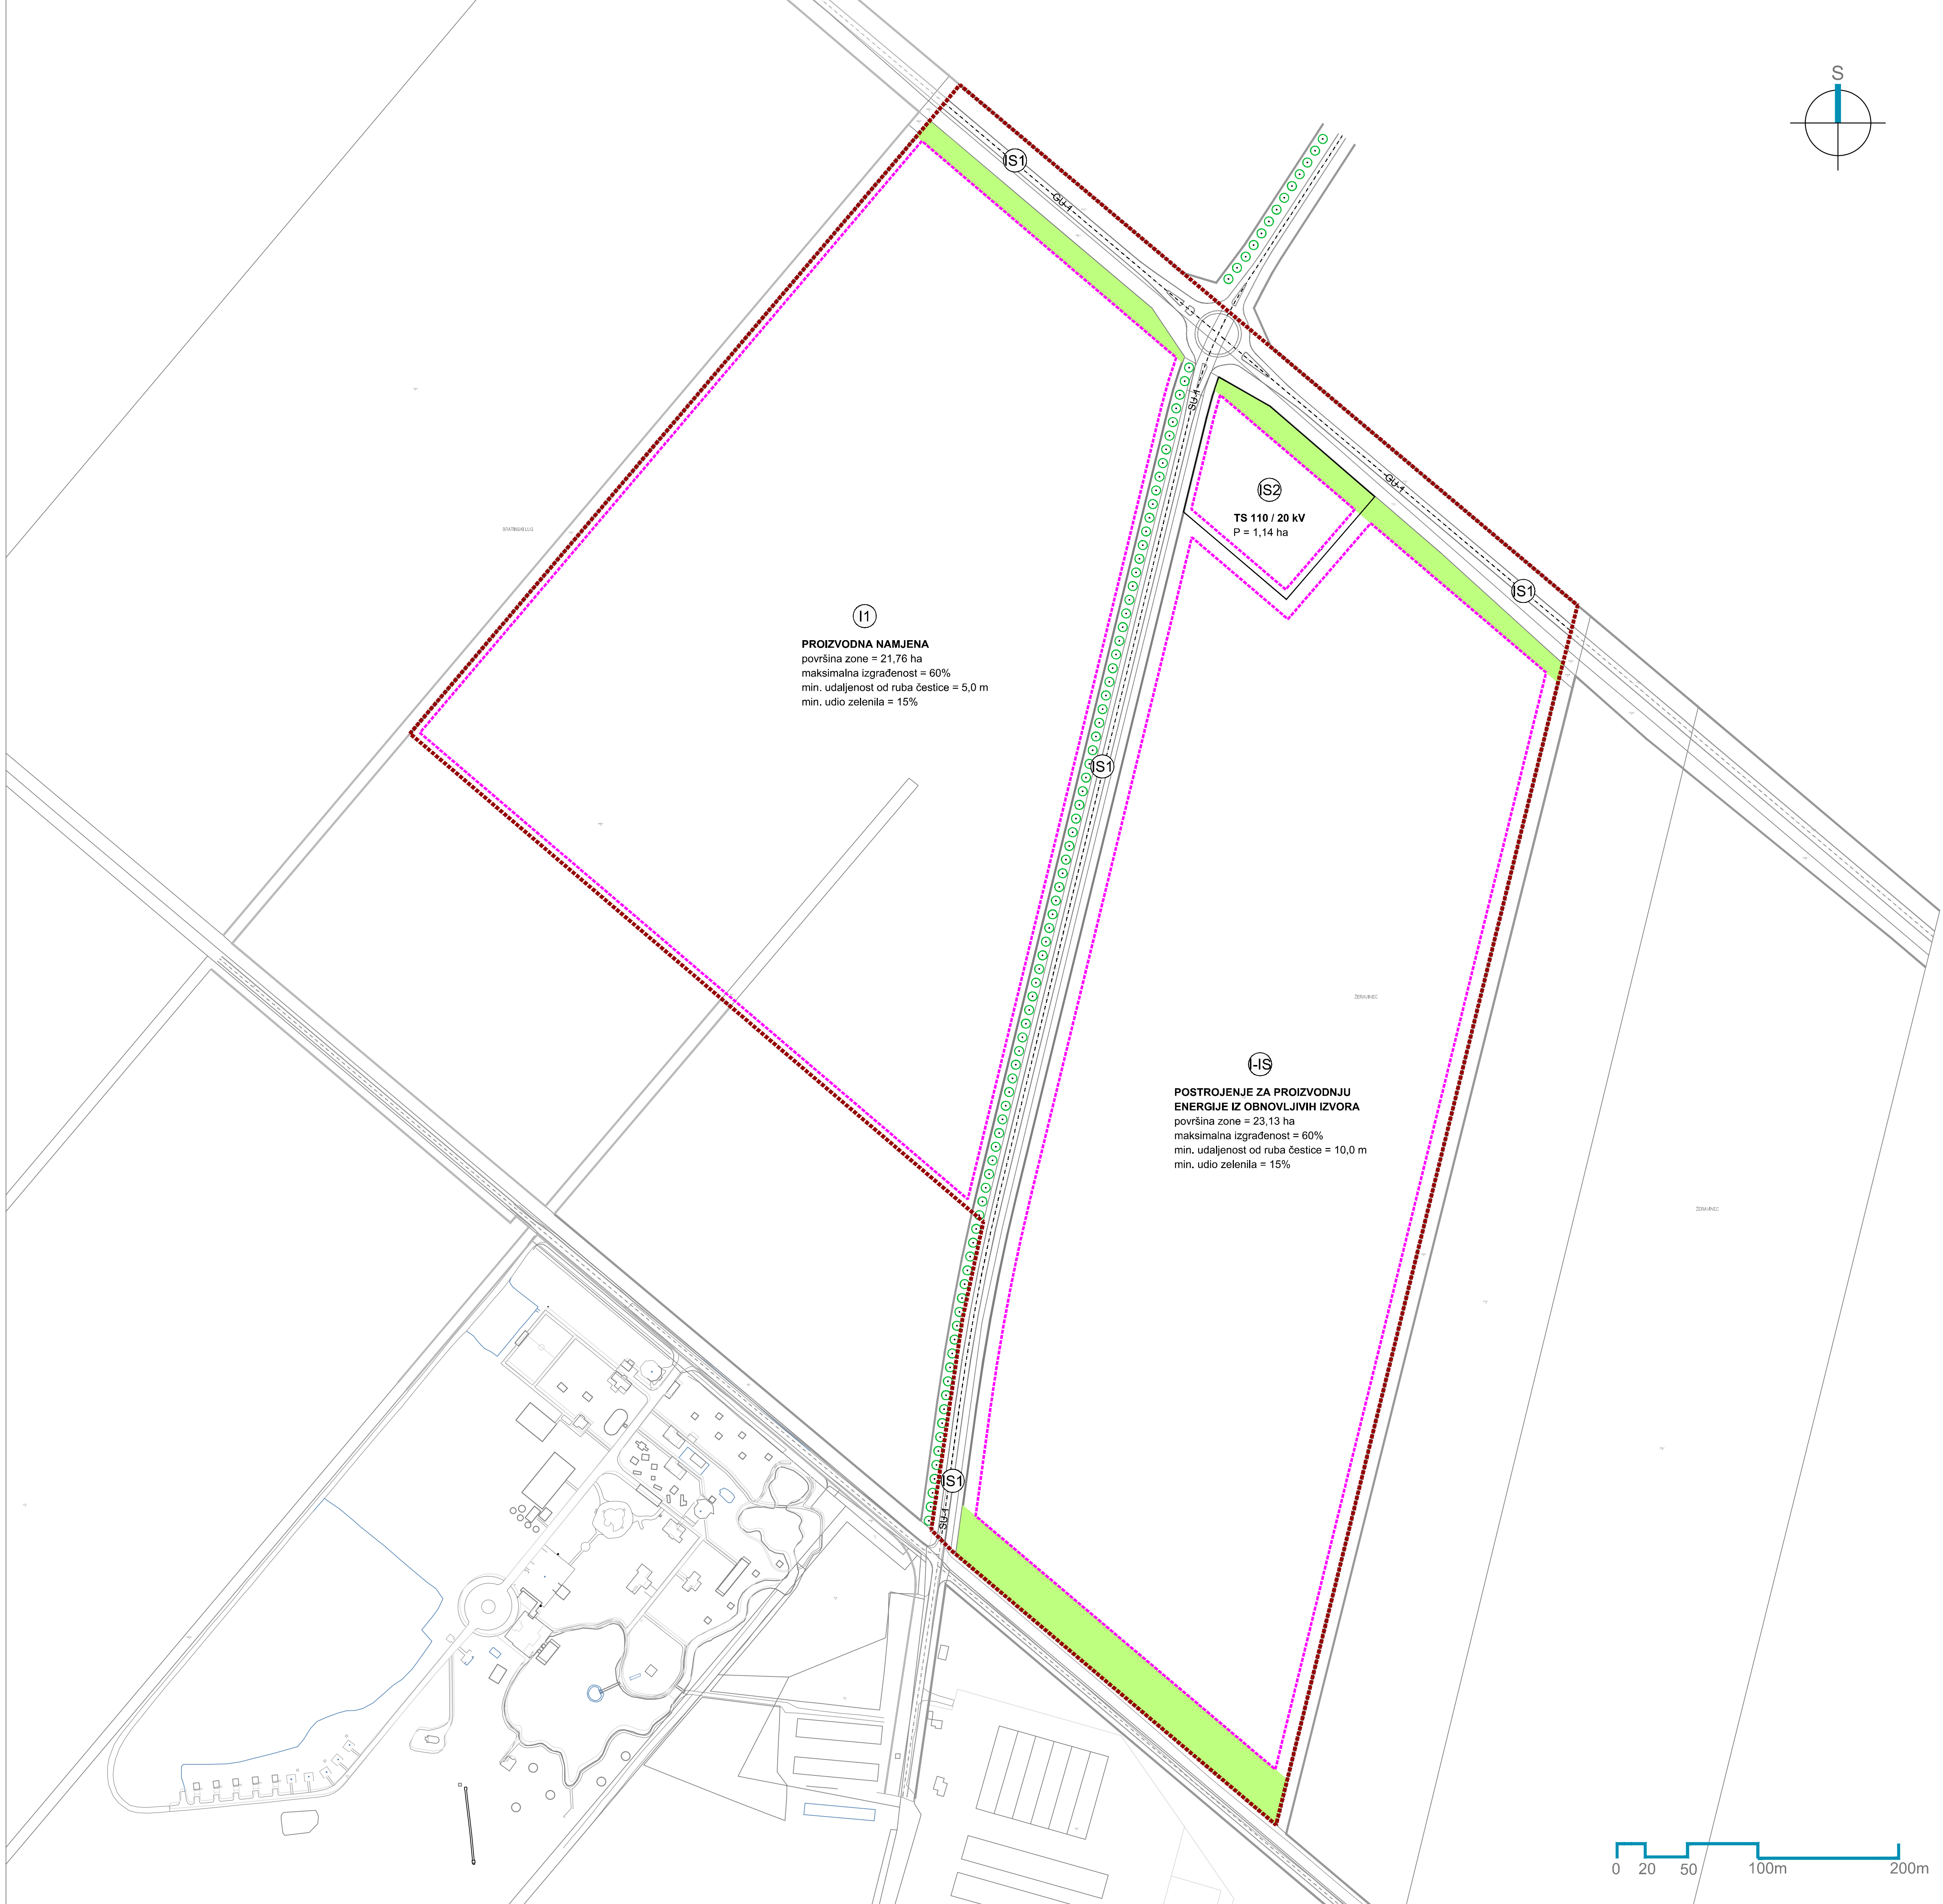 S
IS1
GU-1
SU-1
IS2
TS 110 / 20 kV
P = 1,14 ha
GU-1
IS1
I1
PROIZVODNA NAMJENA
površina zone = 21,76 ha
maksimalna izgrađenost = 60%
min. udaljenost od ruba čestice = 5,0 m
min. udio zelenila = 15%
IS1
ŽERAVINEC
I-IS
POSTROJENJE ZA PROIZVODNJU
ENERGIJE IZ OBNOVLJIVIH IZVORA
površina zone = 23,13 ha
maksimalna izgrađenost = 60%
min. udaljenost od ruba čestice = 10,0 m
min. udio zelenila = 15%
ŽERAVINEC
IS1
SU-1
0 20 50 100m 200m